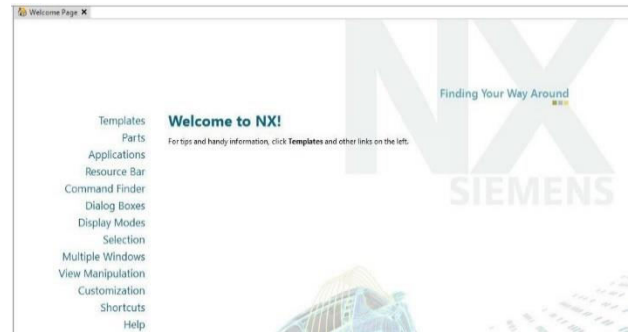 Welcome Page
NX
Finding Your Way Around
SIEMENS
Welcome to NX!
For tips and handy information, click Templates and other links on the left.
Templates
Parts
Applications
Resource Bar
Command Finder
Dialog Boxes
Display Modes
Selection
Multiple Windows
View Manipulation
Customization
Shortcuts
Help